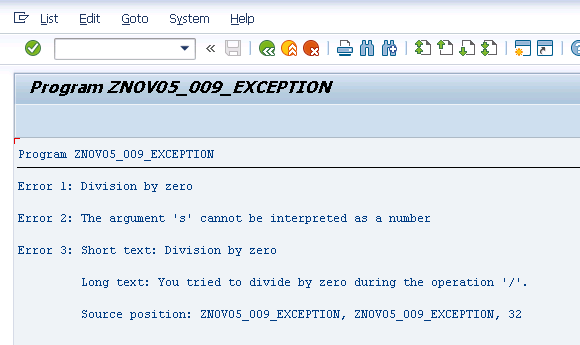 List Edit Goto System Help
Program ZNOV05_009_EXCEPTION
Program ZNOV05_009_EXCEPTION
Error 1: Division by zero
Error 2: The argument 's' cannot be interpreted as a number
Error 3: Short text: Division by zero
Long text: You tried to divide by zero during the operation '/'.
Source position: ZNOV05_009_EXCEPTION, ZNOV05_009_EXCEPTION, 32